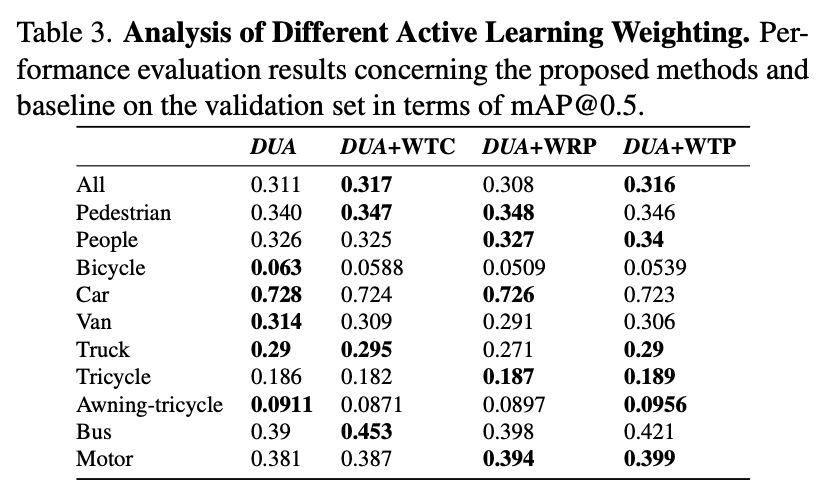 Table 3. Analysis of Different Active Learning Weighting. Per-
formance evaluation results concerning the proposed methods and
baseline on the validation set in terms of mAP@0.5.
DUA DUA+WTC DUA+WRP DUA+WTP
All 0.311 0.317 0.308 0.316
Pedestrian 0.340 0.347 0.348 0.346
People 0.326 0.325 0.327 0.34
Bicycle 0.063 0.0588 0.0509 0.0539
Car 0.728 0.724 0.726 0.723
Van 0.314 0.309 0.291 0.306
Truck 0.29 0.295 0.271 0.29
Tricycle 0.186 0.182 0.187 0.189
Awning-tricycle 0.0911 0.0871 0.0897 0.0956
Bus 0.39 0.453 0.398 0.421
Motor 0.381 0.387 0.394 0.399